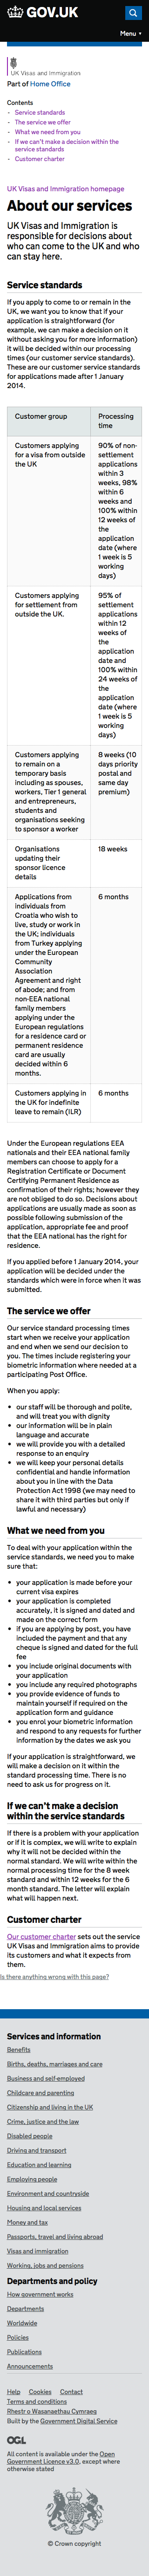 GOV.UK
Menu ▼
UK Visas and Immigration
Part of Home Office
Contents
Service standards
The service we offer
What we need from you
If we can't make a decision within the
service standards
Customer charter
UK Visas and Immigration homepage
About our services
UK Visas and Immigration is
responsible for decisions about
who can come to the UK and who
can stay here.
Service standards
If you apply to come to or remain in the
UK, we want you to know that if your
application is straightforward (for
example, we can make a decision on it
without asking you for more information)
it will be decided within our processing
times (our customer service standards).
These are our customer service standards
for applications made after 1 January
2014.
Customer group
Processing
time
Customers applying
for a visa from outside
the UK
90% of non-
settlement
applications
within 3
weeks, 98%
within 6
weeks and
100% within
12 weeks of
the
application
date (where
1 week is 5
working
days)
Customers applying
for settlement from
outside the UK.
95% of
settlement
applications
within 12
weeks of
the
application
date and
100% within
24 weeks of
the
application
date (where
1 week is 5
working
days)
Customers applying
to remain on a
temporary basis
including as spouses,
workers, Tier 1 general
and entrepreneurs,
students and
organisations seeking
to sponsor a worker
8 weeks (10
days priority
postal and
same day
premium)
Organisations
updating their
sponsor licence
details
18 weeks
Applications from
individuals from
Croatia who wish to
live, study or work in
the UK; individuals
from Turkey applying
under the European
Community
Association
Agreement and right
of abode; and from
non-EEA national
family members
applying under the
European regulations
for a residence card or
permanent residence
card are usually
decided within 6
months.
6 months
Customers applying in
the UK for indefinite
leave to remain (ILR)
6 months
Under the European regulations EEA
nationals and their EEA national family
members can choose to apply for a
Registration Certificate or Document
Certifying Permanent Residence as
confirmation of their rights; however they
are not obliged to do so. Decisions about
applications are usually made as soon as
possible following submission of the
application, appropriate fee and proof
that the EEA national has the right for
residence.
If you applied before 1 January 2014, your
application will be decided under the
standards which were in force when it was
submitted.
The service we offer
Our service standard processing times
start when we receive your application
and end when we send our decision to
you. The times include registering your
biometric information where needed at a
participating Post Office.
When you apply:
our staff will be thorough and polite,
and will treat you with dignity
our information will be in plain
language and accurate
we will provide you with a detailed
response to an enquiry
we will keep your personal details
confidential and handle information
about you in line with the Data
Protection Act 1998 (we may need to
share it with third parties but only if
lawful and necessary)
What we need from you
To deal with your application within the
service standards, we need you to make
sure that:
your application is made before your
current visa expires
your application is completed
accurately, it is signed and dated and
made on the correct form
if you are applying by post, you have
included the payment and that any
cheque is signed and dated for the full
fee
you include original documents with
your application
you include any required photographs
you provide evidence of funds to
maintain yourself if required on the
application form and guidance
you enrol your biometric information
and respond to any requests for further
information by the dates we ask you
If your application is straightforward, we
will make a decision on it within the
standard processing time. There is no
need to ask us for progress on it.
If we can't make a decision
within the service standards
If there is a problem with your application
or if it is complex, we will write to explain
why it will not be decided within the
normal standard. We will write within the
normal processing time for the 8 week
standard and within 12 weeks for the 6
month standard. The letter will explain
what will happen next.
Customer charter
Our customer charter sets out the service
UK Visas and Immigration aims to provide
its customers and what it expects of
them.
Is there anything wrong with this page?
Services and information
Benefits
Births, deaths, marriages and care
Business and self-employed
Childcare and parenting
Citizenship and living in the UK
Crime, justice and the law
Disabled people
Driving and transport
Education and learning
Employing people
Environment and countryside
Housing and local services
Money and tax
Passports, travel and living abroad
Visas and immigration
Working, jobs and pensions
Departments and policy
How government works
Departments
Worldwide
Policies
Publications
Announcements
Help Cookies Contact
Terms and conditions
Rhestr o Wasanaethau Cymraeg
Built by the Government Digital Service
OGL
All content is available under the Open
Government Licence v3.0, except where
otherwise stated
© Crown copyright